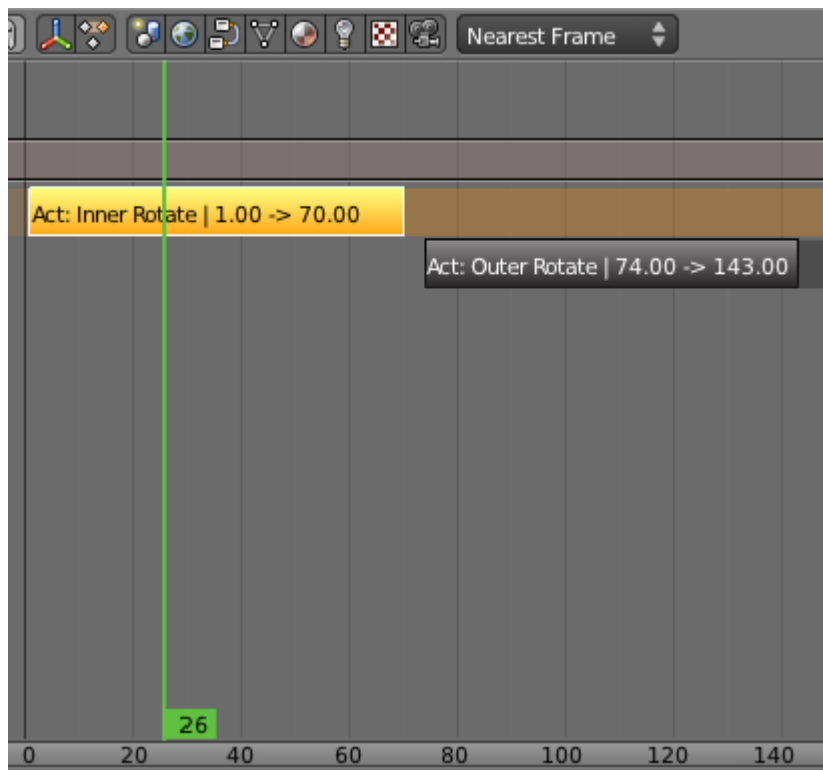 Nearest Frame
Act: Inner Rotate | 1.00 -> 70.00
Act: Outer Rotate | 74.00 -> 143.00
26
0 20 40 60 80 100 120 140